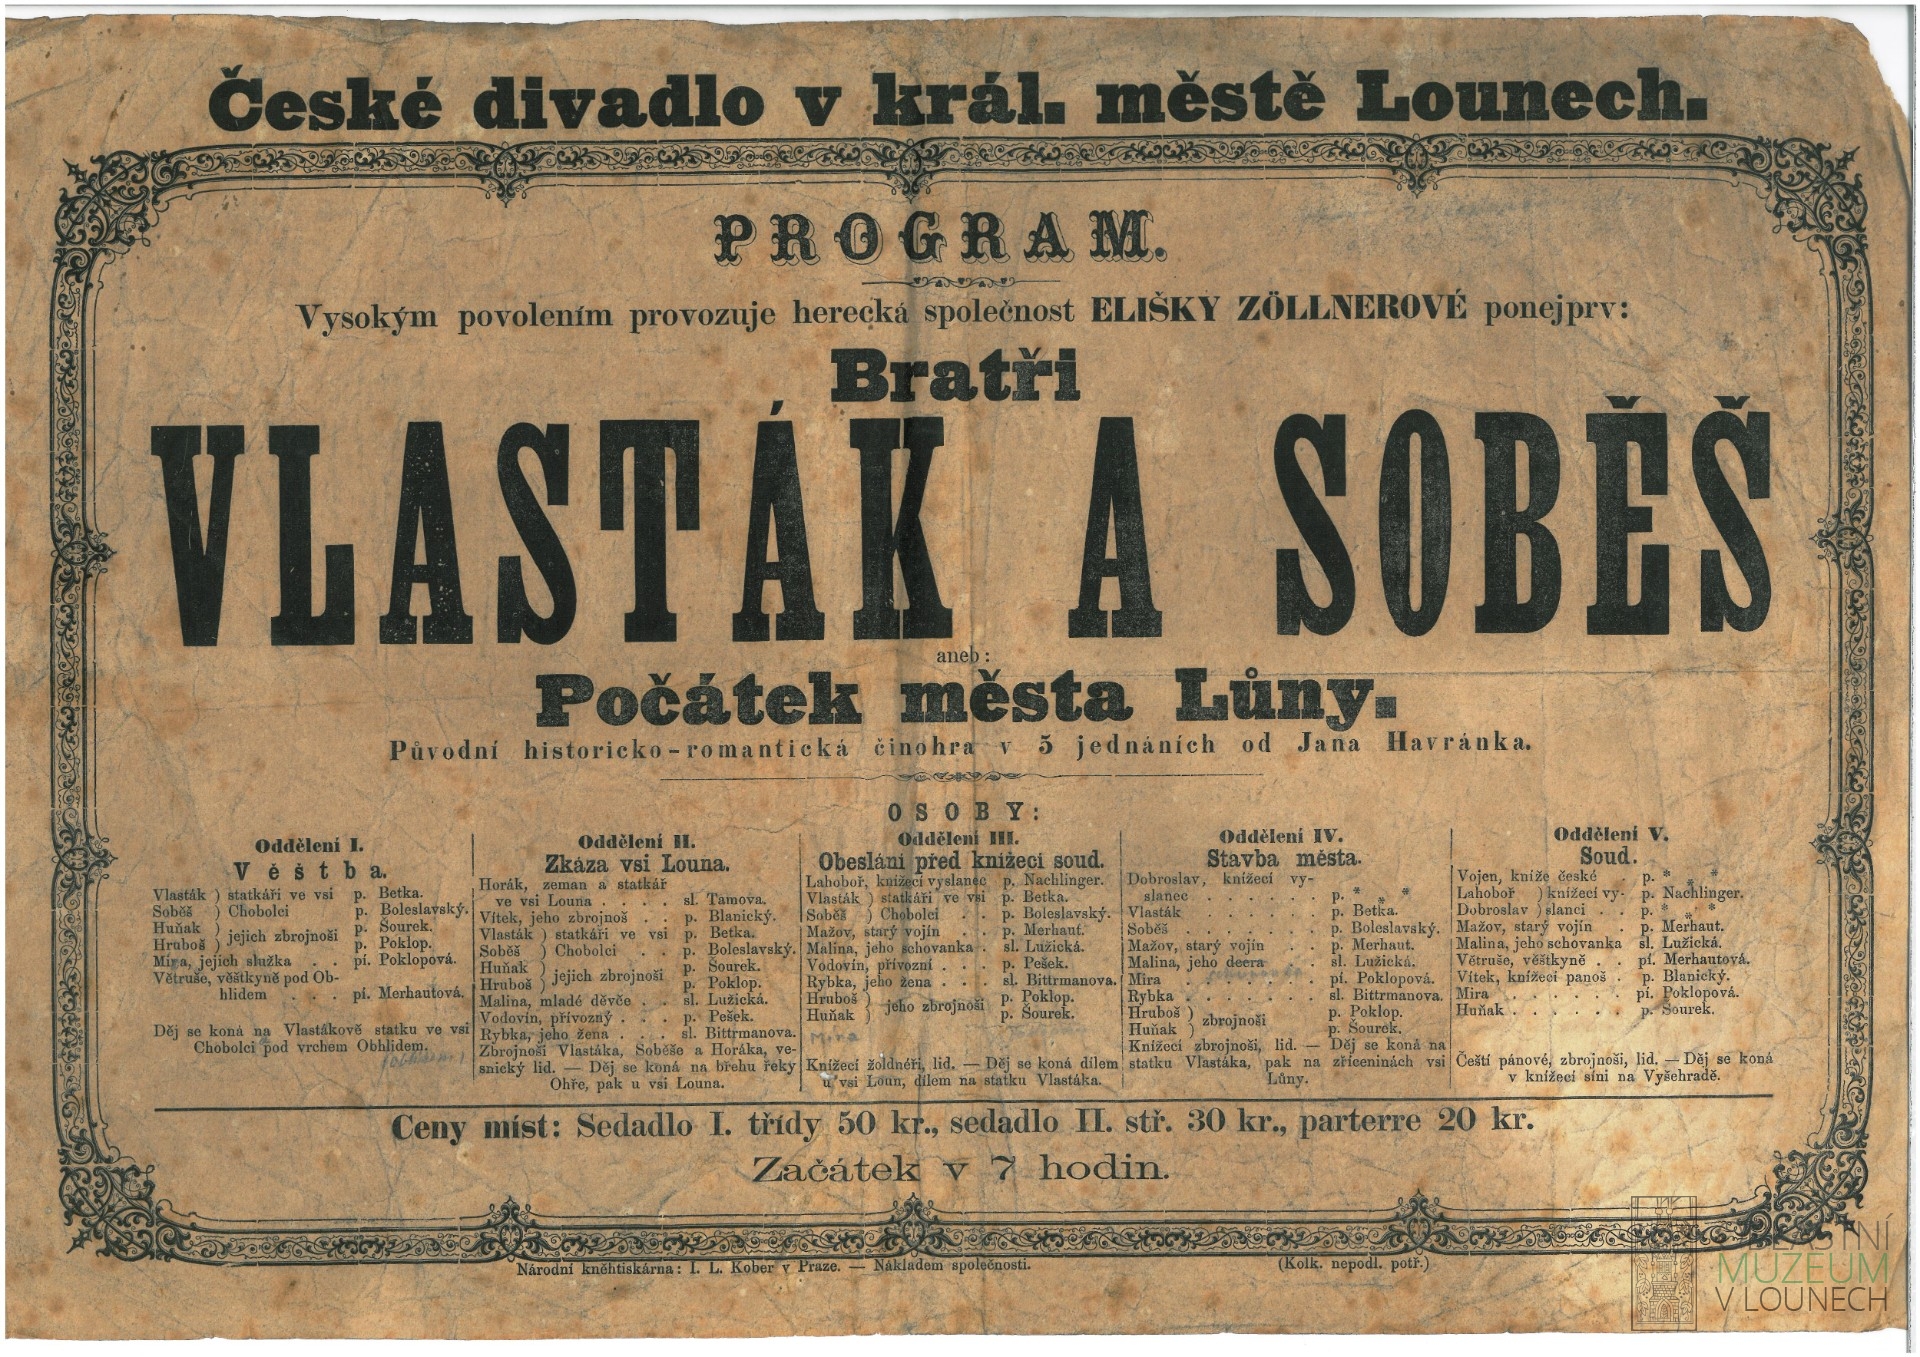 České divadlo v král. městě Lounech.
PROGRAM.
Vysokým povolením provozuje herecká společnost ELIŠKY ZÖLLNEROVÉ ponejprv:
Bratři
VLASTÁK A SOBĚŠ
aneb:
Počátek města Lůny.
Původní historicko-romantická činohra v 5 jednáních od Jana Havránka.
OSOBY:
Oddělení I.
Věštba.
Vlasták ) statkáři ve vsi p. Betka.
Soběš ) Chobolci p. Boleslavský.
Huňak ) jejich zbrojnoši p. Šourek.
Hruboš ) p. Poklop.
Mira, jejich služka . . pí. Poklopová.
Větruše, věštkyně pod Ob-
hlidem . . . pí. Merhautová.
Děj se koná na Vlastákově statku ve vsi
Chobolci pod vrchem Obhlidem.
Oddělení II.
Zkáza vsi Louna.
Horák, zeman a statkář
ve vsi Louna . . . . sl. Tamova.
Vítek, jeho zbrojnoš . . p. Blanický.
Vlasták ) statkáři ve vsi p. Betka.
Soběš ) Chobolci . . p. Boleslavský.
Huňak ) jejich zbrojnoši p. Šourek.
Hruboš ) p. Poklop.
Malina, mladé děvče . . sl. Lužická.
Vodovín, přívozný . . . p. Pešek.
Rybka, jeho žena . . . sl. Bittrmanova.
Zbrojnoši Vlastáka, Soběše a Horáka, ve-
snický lid. — Děj se koná na břehu řeky
Ohře, pak u vsi Louna.
Oddělení III.
Obeslání před knížecí soud.
Lahoboř, knížecí vyslanec p. Nachlinger.
Vlasták ) statkáři ve vsi p. Betka.
Soběš ) Chobolci . . p. Boleslavský.
Mažov, starý vojín . . p. Merhaut.
Malina, jeho schovanka . sl. Lužická.
Vodovín, přívozní . . . p. Pešek.
Rybka, jeho žena . . . sl. Bittrmanova.
Hruboš ) jeho zbrojnoši p. Poklop.
Huňak ) p. Šourek.
Mira
Knížecí žoldnéři, lid. — Děj se koná dílem
u vsi Loun, dílem na statku Vlastáka.
Oddělení IV.
Stavba města.
Dobroslav, knížecí vy-
slanec . . . . . . p. * * *
Vlasták . . . . . . p. Betka.
Soběš . . . . . . . p. Boleslavský.
Mažov, starý vojín . . p. Merhaut.
Malina, jeho dcera . . sl. Lužická.
Mira . . . . . . . pí. Poklopová.
Rybka . . . . . . . sl. Bittrmanova.
Hruboš ) zbrojnoši p. Poklop.
Huňak ) p. Šourek.
Knížecí zbrojnoši, lid. — Děj se koná na
statku Vlastáka, pak na zříceninách vsi
Lůny.
Oddělení V.
Soud.
Vojen, kníže české . p. * * *
Lahoboř ) knížecí vy- p. Nachlinger.
Dobroslav ) slanci . . p. * * *
Mažov, starý vojín . . p. Merhaut.
Malina, jeho schovanka sl. Lužická.
Větruše, věštkyně . . pí. Merhautová.
Vítek, knížecí panoš . p. Blanický.
Mira . . . . . . pí. Poklopová.
Huňak . . . . . . p. Šourek.
Čeští pánové, zbrojnoši, lid. — Děj se koná
v knížecí síni na Vyšehradě.
Ceny míst: Sedadlo I. třídy 50 kr., sedadlo II. stř. 30 kr., parterre 20 kr.
Začátek v 7 hodin.
Národní kněhtiskárna: I. L. Kober v Praze. — Nákladem společnosti.
(Kolk. nepodl. potř.)
VLASTNÍ
MUZEUM
V LOUNECH